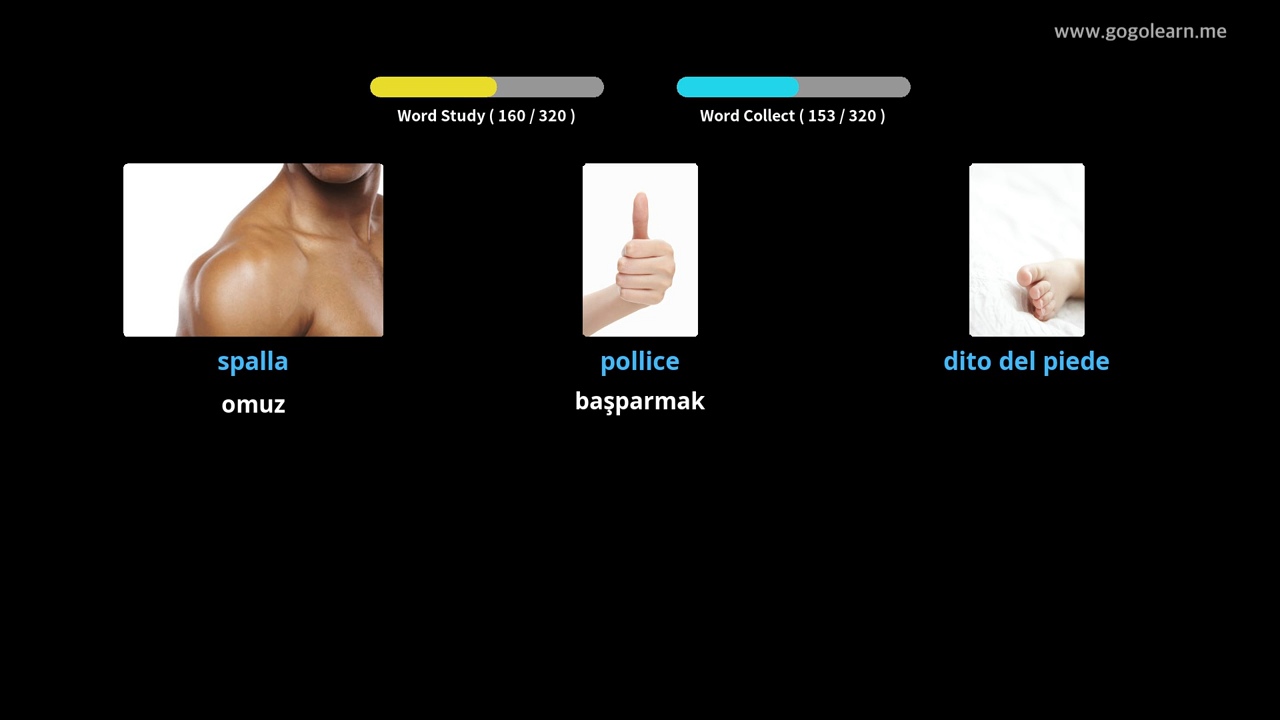 www.gogolearn.me
Word Study ( 160 / 320 )
Word Collect ( 153 / 320 )
spalla
pollice
dito del piede
omuz
başparmak